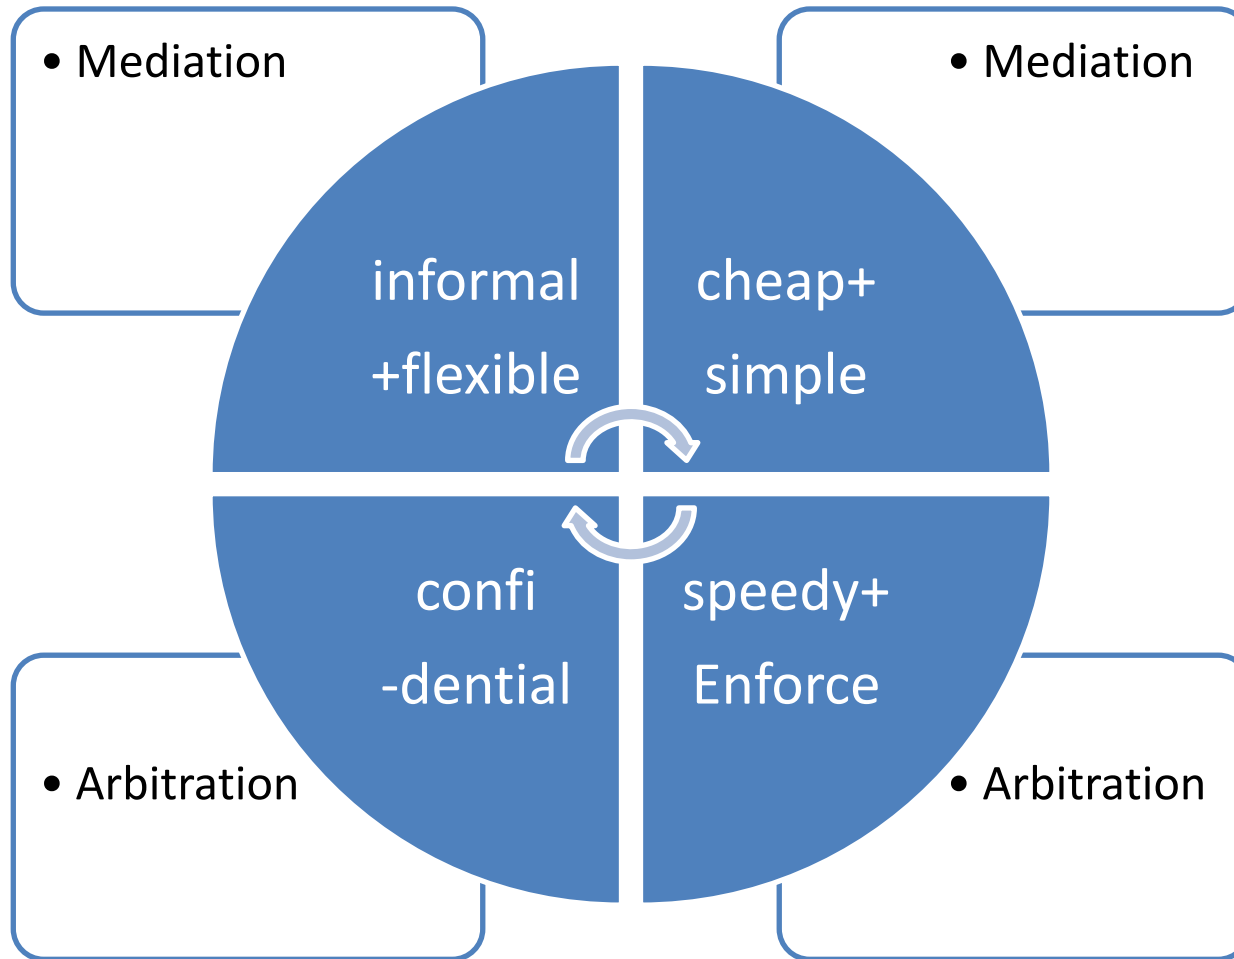 • Mediation
• Mediation
informal
+flexible
cheap+
simple
confi
-dential
speedy+
Enforce
• Arbitration
• Arbitration